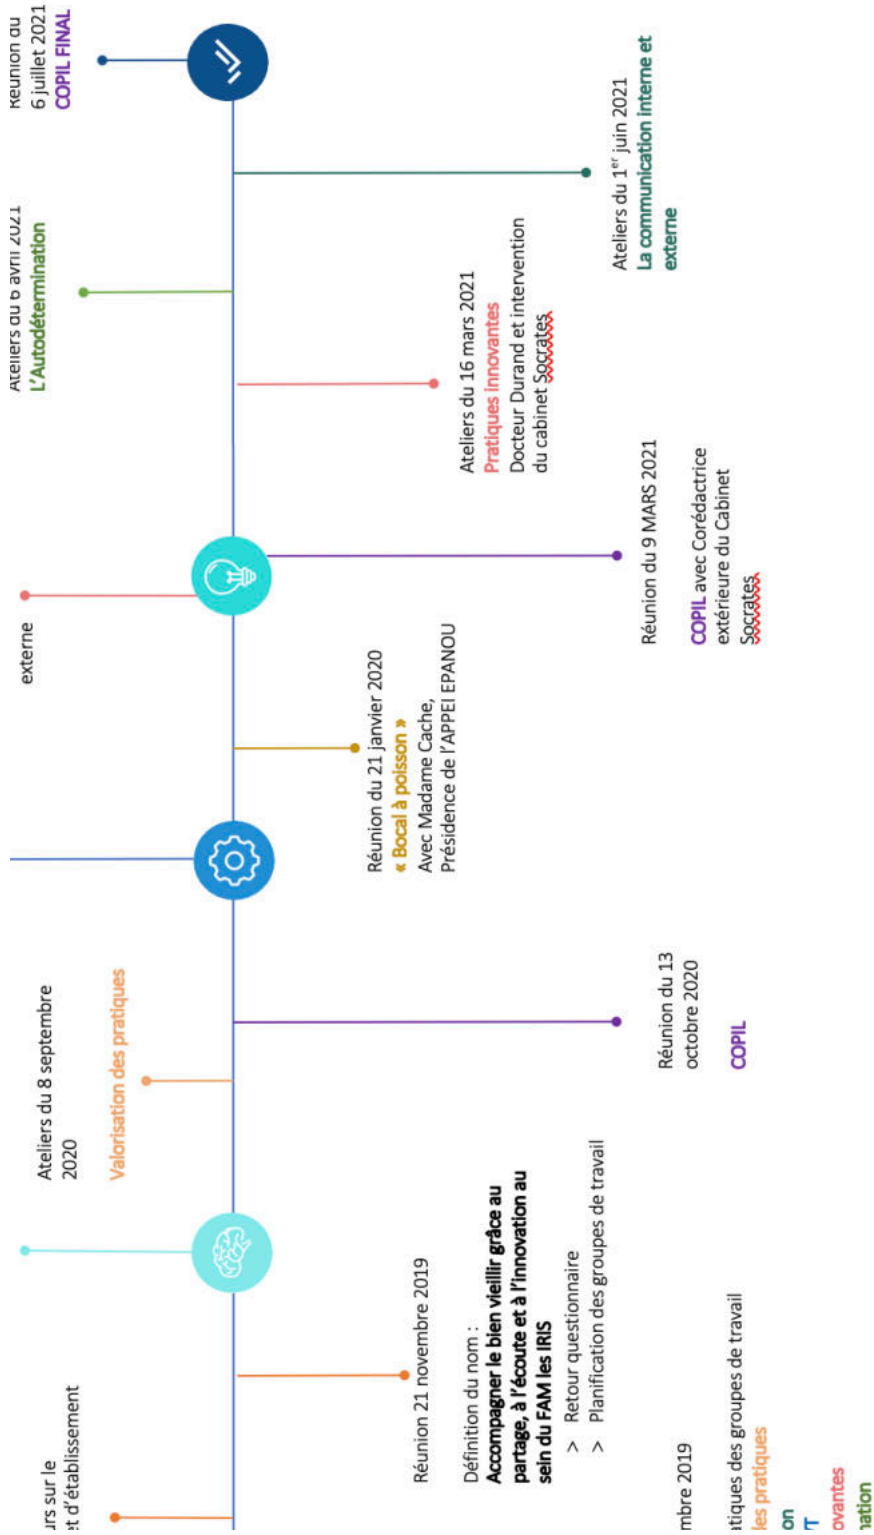 urs sur le
et d'établissement
Ateliers du 8 septembre
2020
Valorisation des pratiques
externe
Ateliers du 6 avril 2021
L'Autodétermination
Réunion du
6 juillet 2021
COPIL FINAL
Réunion 21 novembre 2019
Définition du nom :
Accompagner le bien vieillir grâce au
partage, à l'écoute et à l'innovation au
sein du FAM les IRIS
> Retour questionnaire
> Planification des groupes de travail
Réunion du 21 janvier 2020
« Bocal à poisson »
Avec Madame Cache,
Présidence de l'APPEI EPANOU
Ateliers du 16 mars 2021
Pratiques innovantes
Docteur Durand et intervention
du cabinet Socrates
Ateliers du 1er juin 2021
La communication interne et
externe
Réunion du 13
octobre 2020
COPIL
Réunion du 9 MARS 2021
COPIL avec Corédactrice
extérieure du Cabinet
Socrates
mbre 2019
atiques des groupes de travail
des pratiques
on
T
ovantes
nation